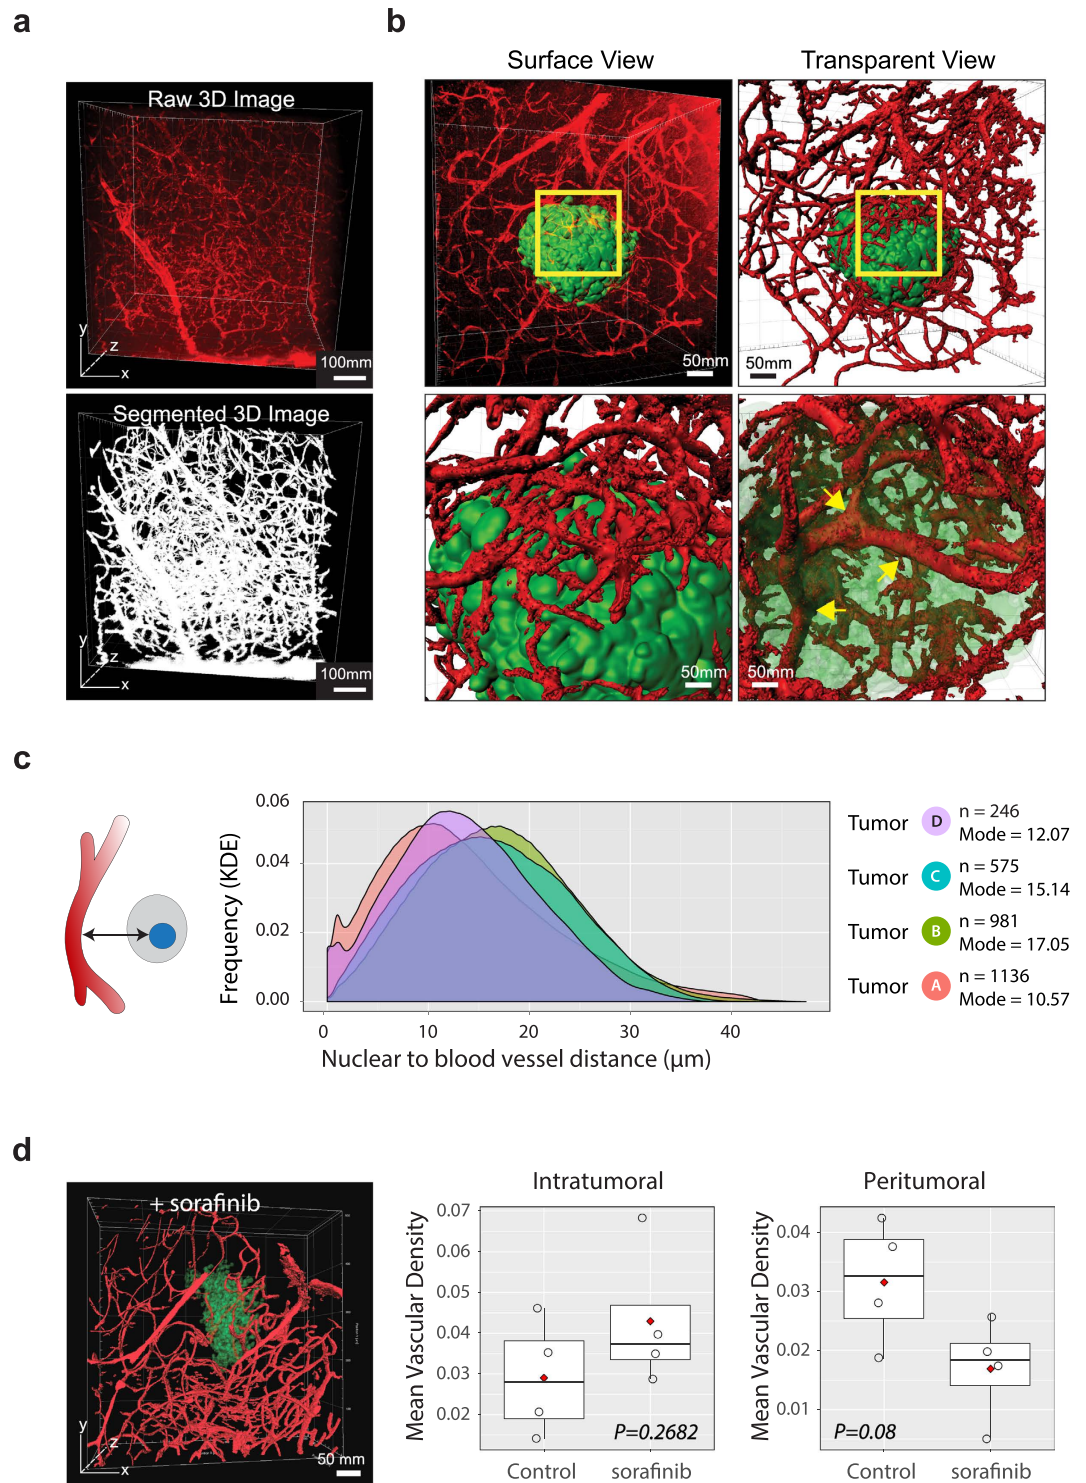 a
Raw 3D Image
y
z
x
100mm
Segmented 3D Image
y
z
x
100mm
b
Surface View
Transparent View
50mm
50mm
50mm
50mm
c
Frequency (KDE)
0.06
0.04
0.02
0.00
0
10
20
30
40
Nuclear to blood vessel distance (µm)
Tumor D n = 246
Mode = 12.07
Tumor C n = 575
Mode = 15.14
Tumor B n = 981
Mode = 17.05
Tumor A n = 1136
Mode = 10.57
d
+ sorafinib
y
z
x
50 mm
Intratumoral
Mean Vascular Density
0.07
0.06
0.05
0.04
0.03
0.02
P=0.2682
Control
sorafinib
Peritumoral
Mean Vascular Density
0.04
0.03
0.02
0.01
P=0.08
Control
sorafinib